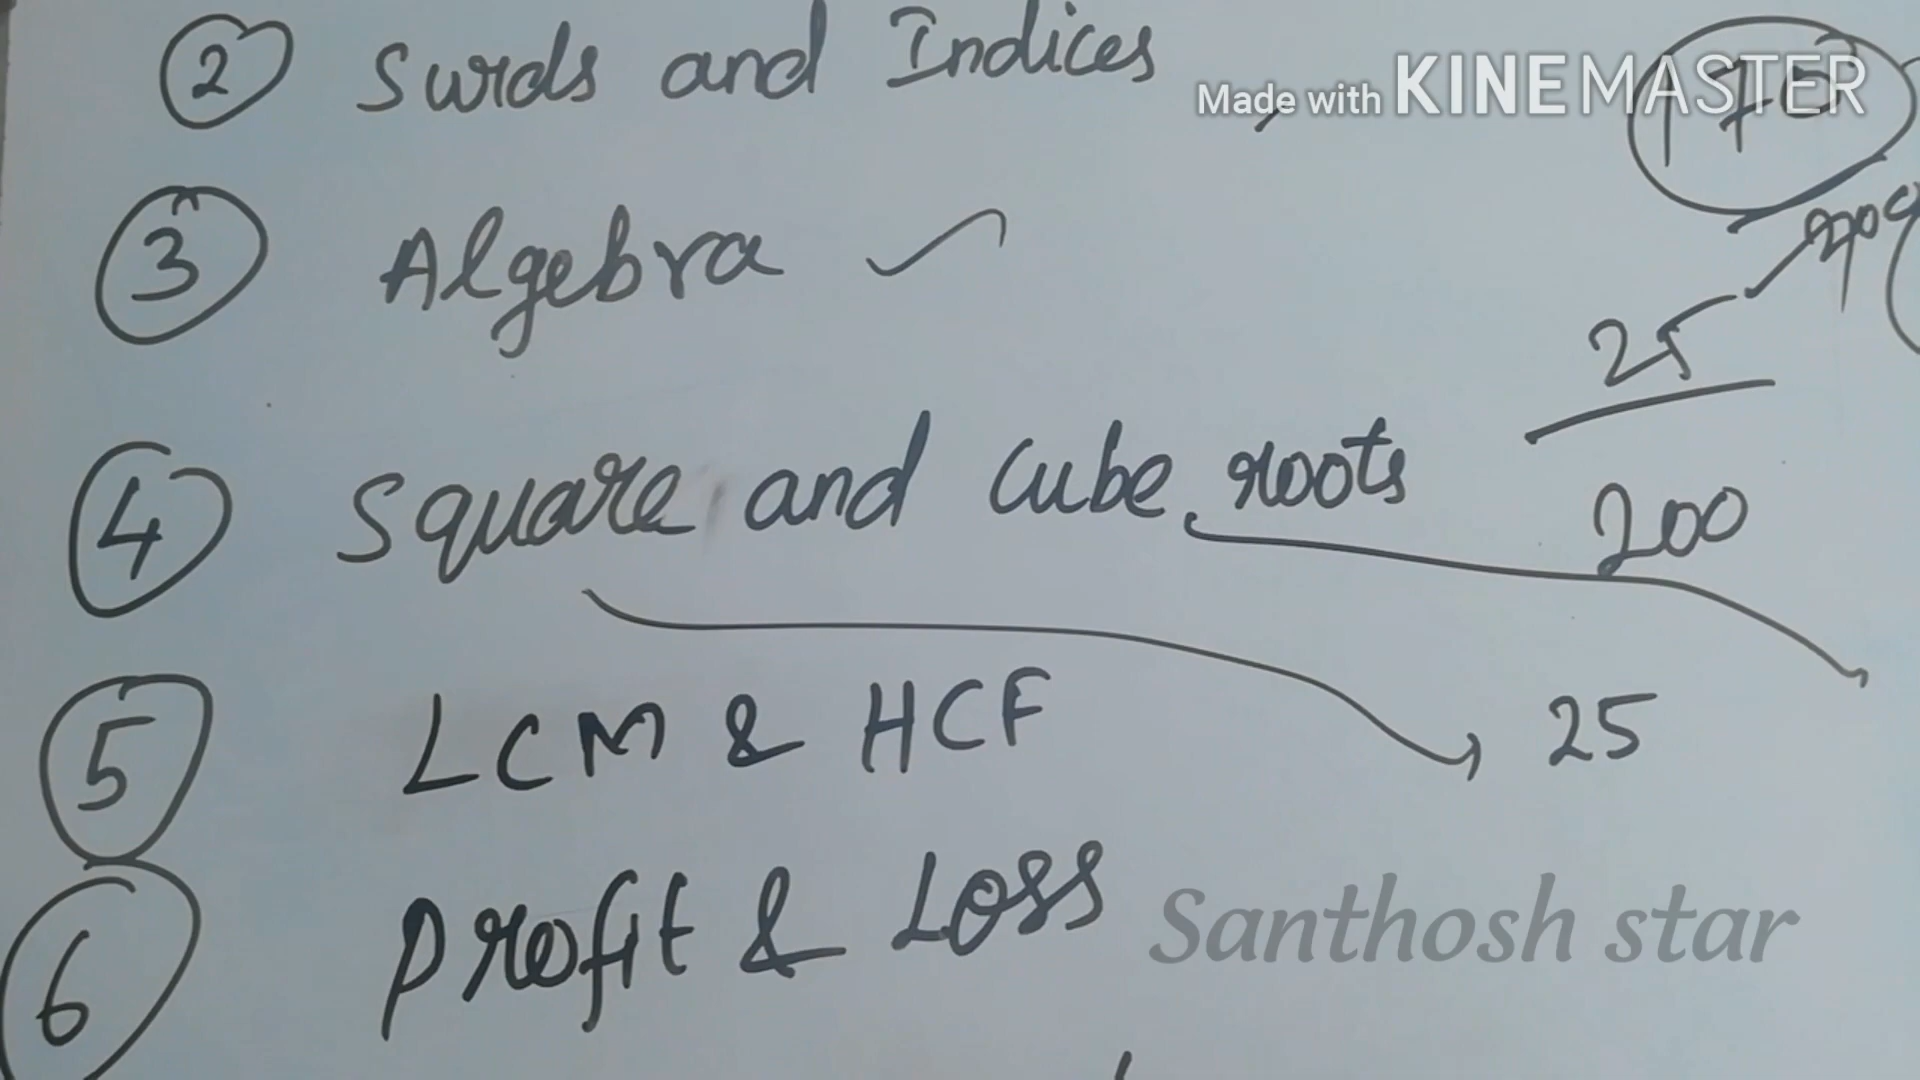 2 Surds and Indices
Made with KINEMASTER
175
3 Algebra
25
4 Square and Cube roots
200
5 LCM & HCF
25
6 Profit & Loss
Santhosh star